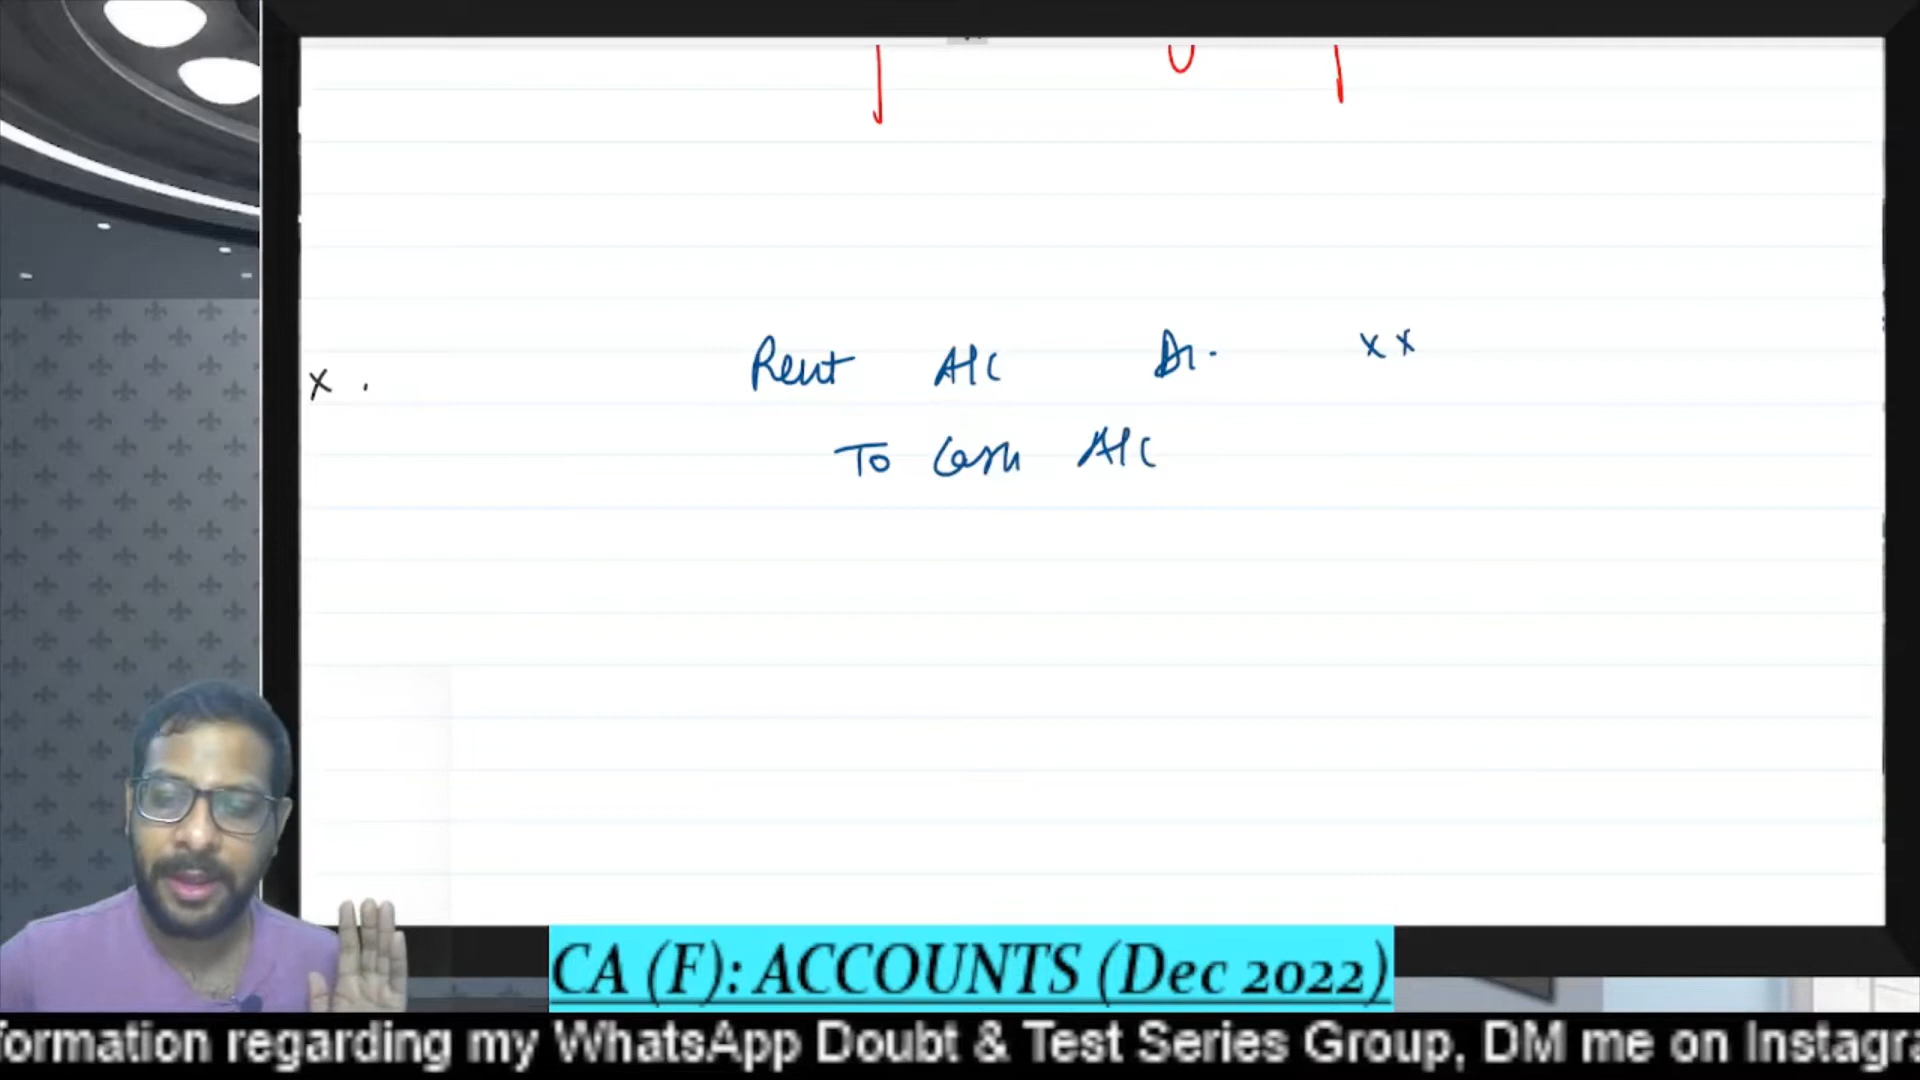 Rent A/C Dr. xx
x .
To Cash A/C
CA (F): ACCOUNTS (Dec 2022)
formation regarding my WhatsApp Doubt & Test Series Group, DM me on Instagra